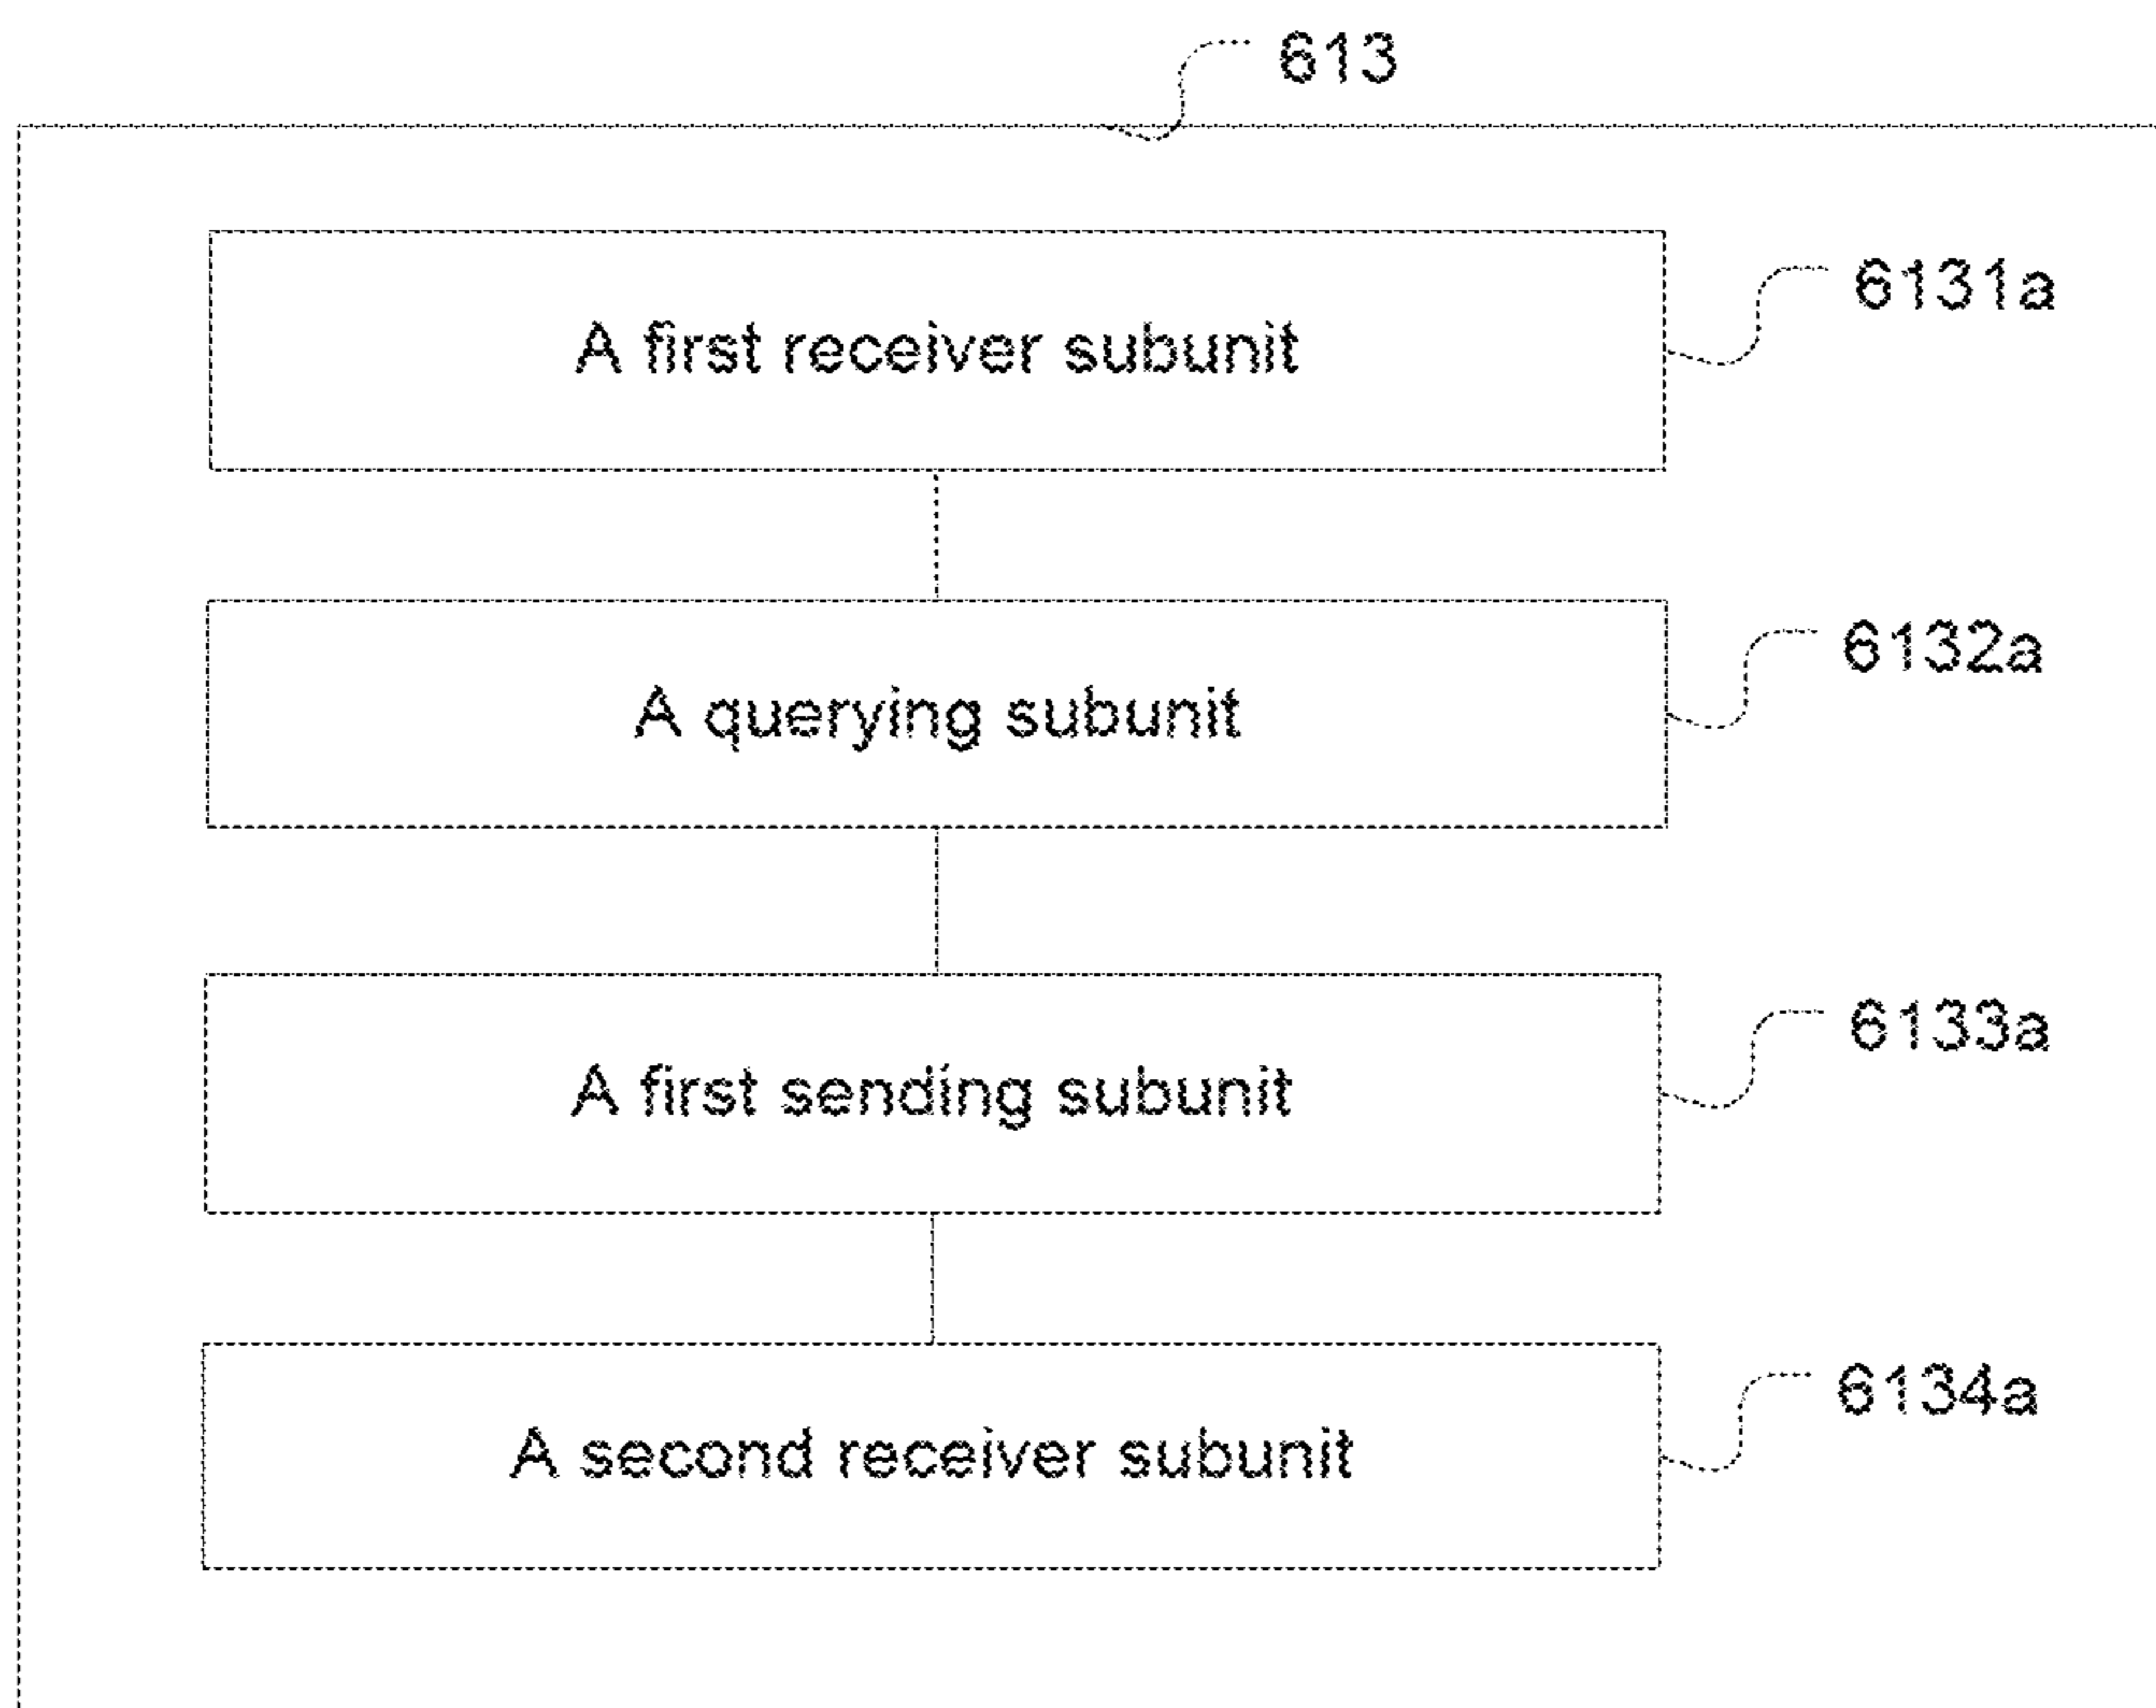 613
A first receiver subunit
6131a
A querying subunit
6132a
A first sending subunit
6133a
A second receiver subunit
6134a